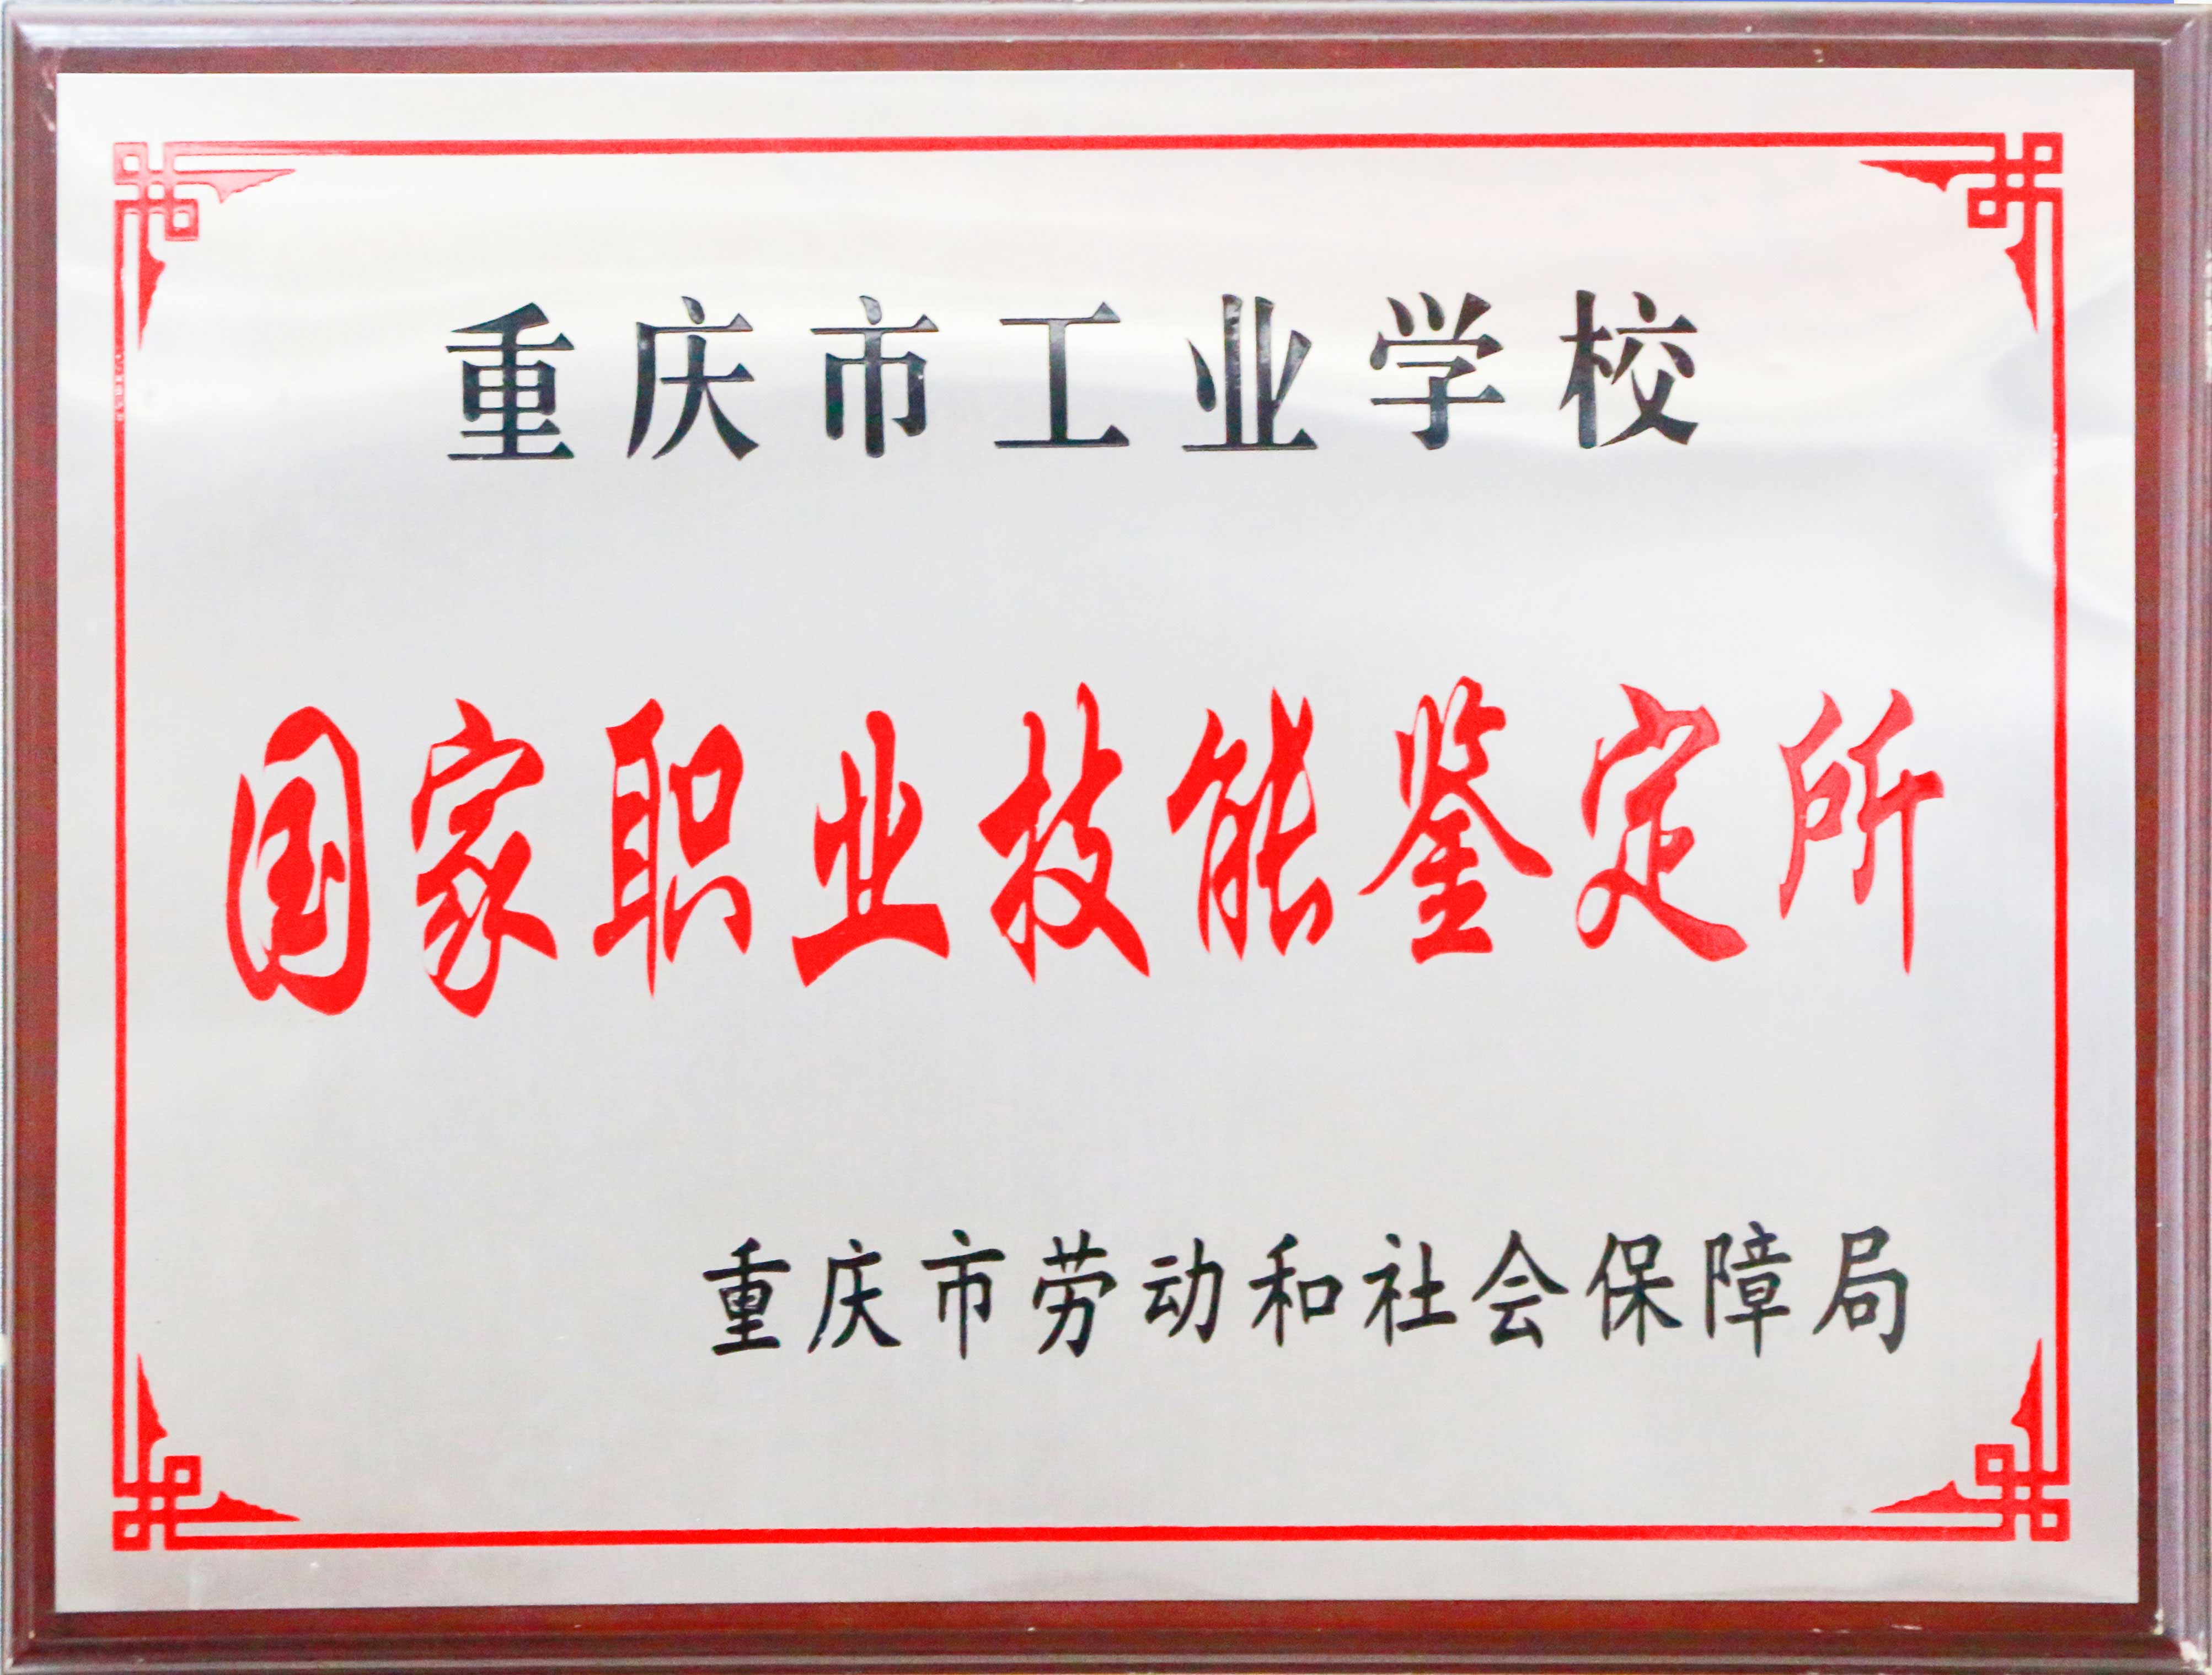 重庆市工业学校
国家职业技能鉴定所
重庆市劳动和社会保障局